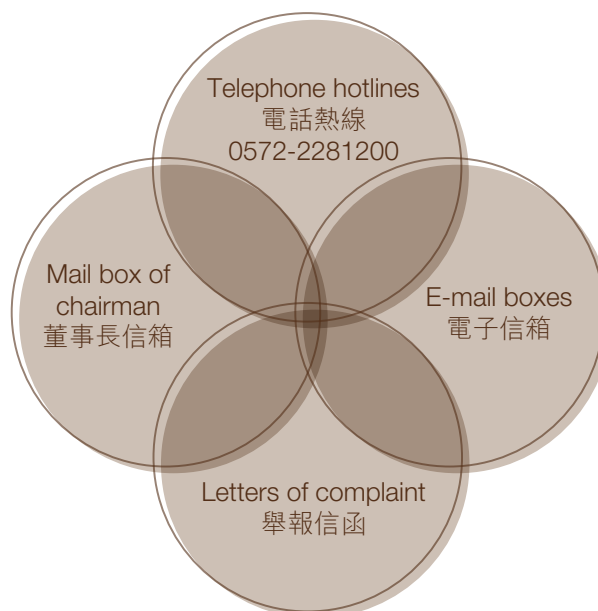 Telephone hotlines
電話熱線
0572-2281200
Mail box of
chairman
董事長信箱
E-mail boxes
電子信箱
Letters of complaint
舉報信函